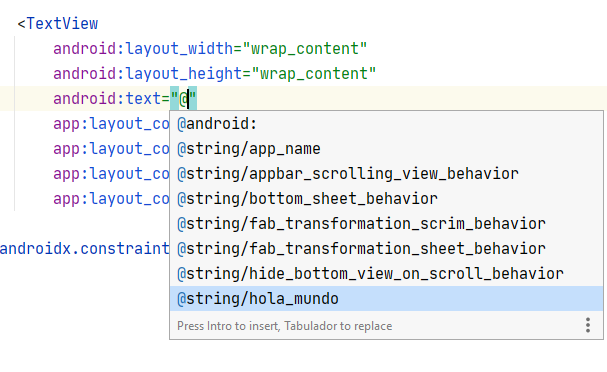 <TextView
android:layout_width="wrap_content"
android:layout_height="wrap_content"
android:text="@"
app:layout_co
app:layout_co
app:layout_co
app:layout_co
androidx.constraint
@android:
@string/app_name
@string/appbar_scrolling_view_behavior
@string/bottom_sheet_behavior
@string/fab_transformation_scrim_behavior
@string/fab_transformation_sheet_behavior
@string/hide_bottom_view_on_scroll_behavior
@string/hola_mundo
Press Intro to insert, Tabulador to replace